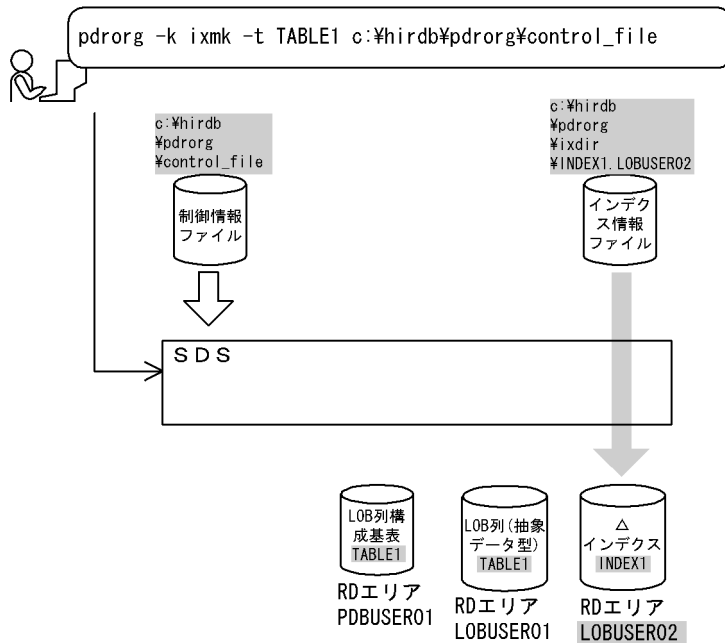 pdrorg -k ixmk -t TABLE1 c:¥hirdb¥pdrorg¥control_file
c:¥hirdb
¥pdrorg
¥control_file
制御情報
ファイル
c:¥hirdb
¥pdrorg
¥ixdir
¥INDEX1.LOBUSER02
インデク
ス情報
ファイル
ＳＤＳ
LOB列構
成基表
TABLE1
RDエリア
PDBUSER01
LOB列(抽象
データ型)
TABLE1
RDエリア
LOBUSER01
△
インデクス
INDEX1
RDエリア
LOBUSER02